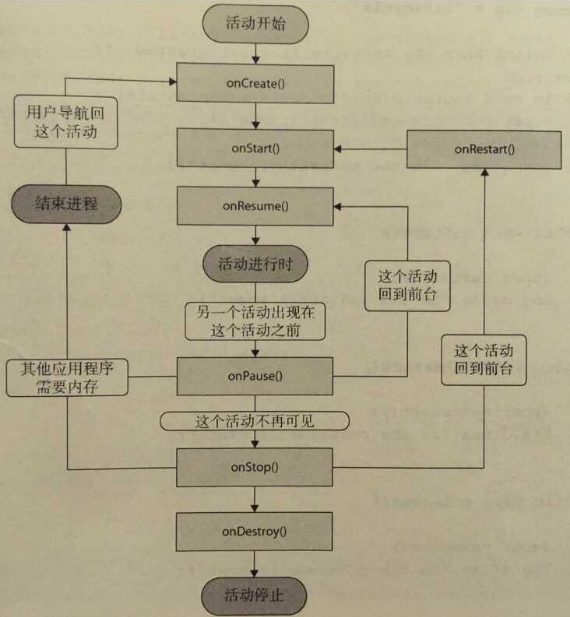 活动开始
onCreate()
用户导航回
这个活动
onStart()
onRestart()
结束进程
onResume()
活动进行时
这个活动
回到前台
另一个活动出现在
这个活动之前
这个活动
回到前台
其他应用程序
需要内存
onPause()
这个活动不再可见
onStop()
onDestroy()
活动停止